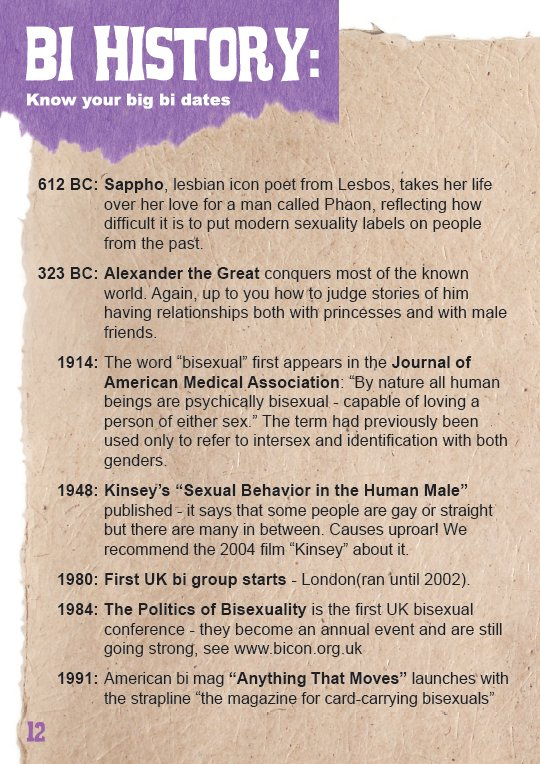 BI HISTORY:
Know your big bi dates
612 BC: Sappho, lesbian icon poet from Lesbos, takes her life
over her love for a man called Phaon, reflecting how
difficult it is to put modern sexuality labels on people
from the past.
323 BC: Alexander the Great conquers most of the known
world. Again, up to you how to judge stories of him
having relationships both with princesses and with male
friends.
1914: The word “bisexual” first appears in the Journal of
American Medical Association: “By nature all human
beings are psychically bisexual - capable of loving a
person of either sex.” The term had previously been
used only to refer to intersex and identification with both
genders.
1948: Kinsey’s “Sexual Behavior in the Human Male”
published - it says that some people are gay or straight
but there are many in between. Causes uproar! We
recommend the 2004 film “Kinsey” about it.
1980: First UK bi group starts - London(ran until 2002).
1984: The Politics of Bisexuality is the first UK bisexual
conference - they become an annual event and are still
going strong, see www.bicon.org.uk
1991: American bi mag “Anything That Moves” launches with
the strapline “the magazine for card-carrying bisexuals”
12